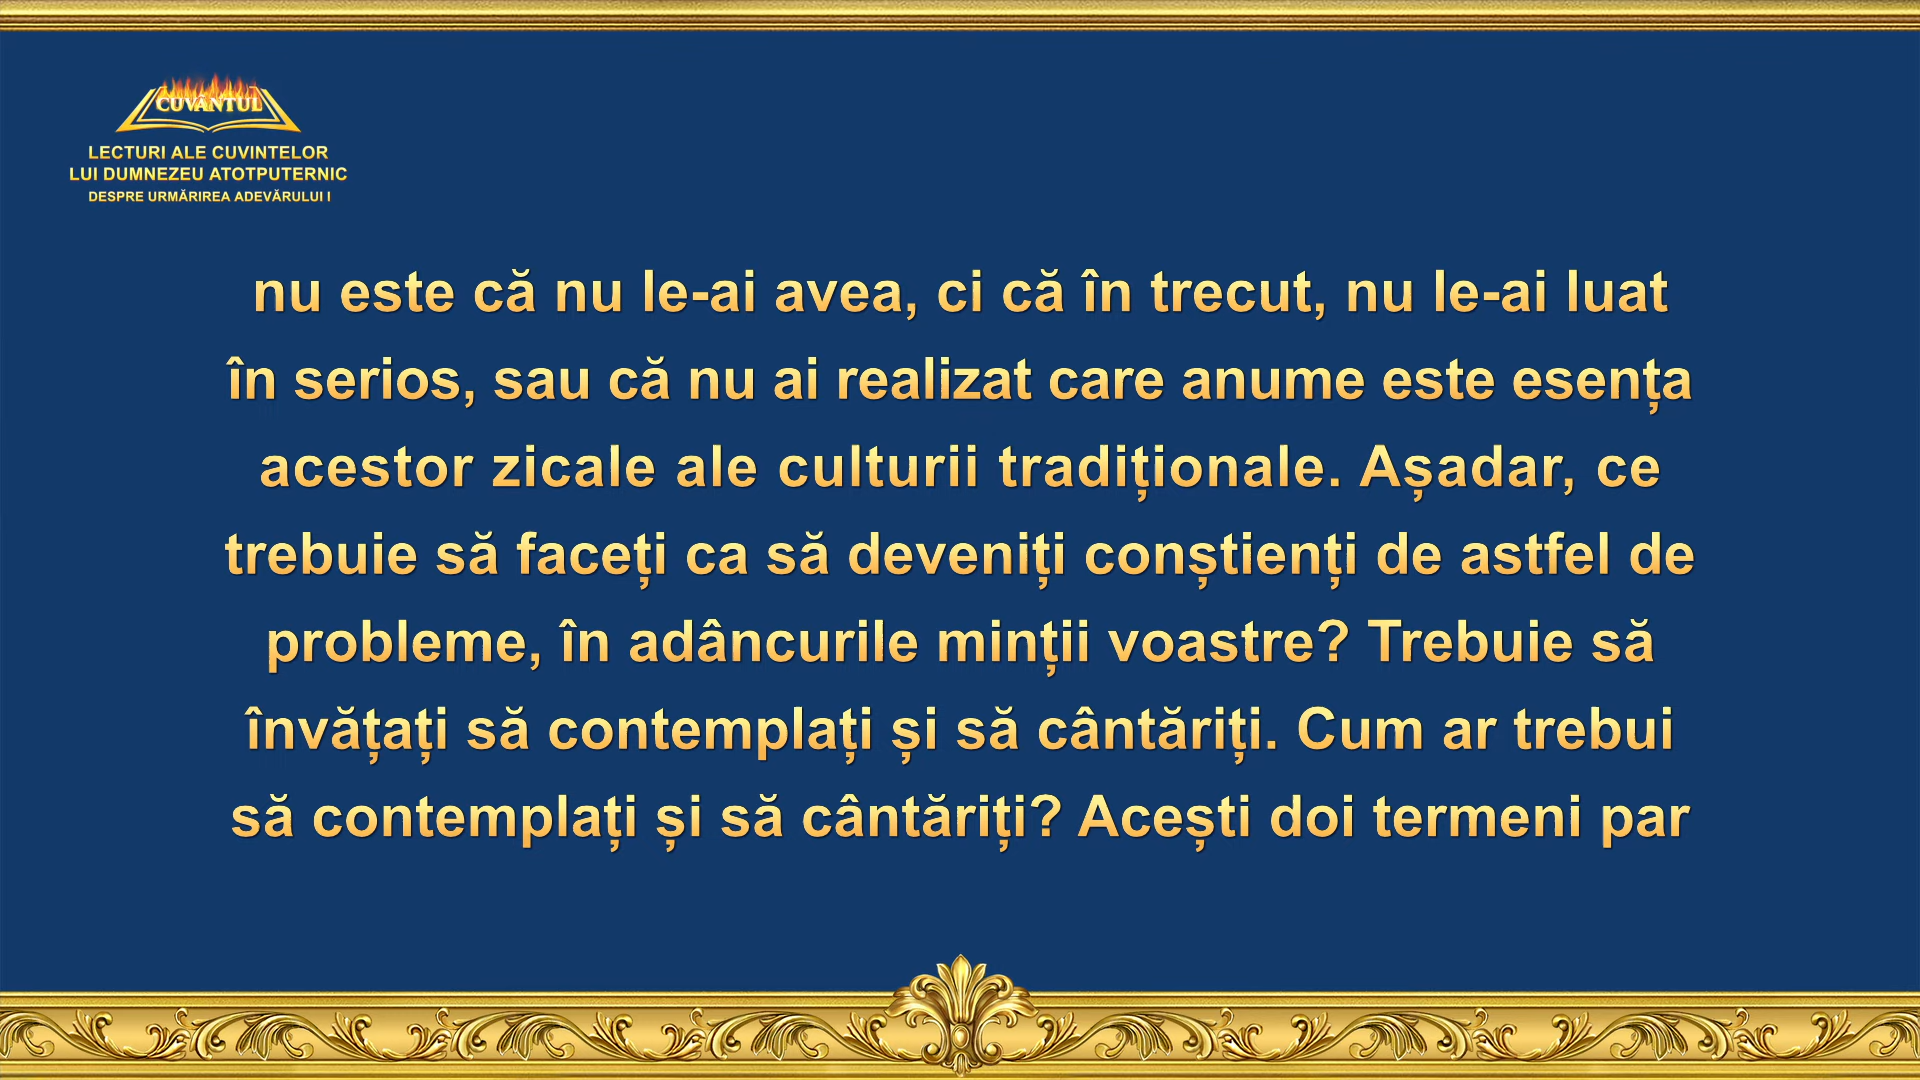 CUVÂNTUL
LECTURI ALE CUVINTELOR
LUI DUMNEZEU ATOTPUTERNIC
DESPRE URMĂRIREA ADEVĂRULUI I
nu este că nu le-ai avea, ci că în trecut, nu le-ai luat
în serios, sau că nu ai realizat care anume este esența
acestor zicale ale culturii tradiționale. Așadar, ce
trebuie să faceți ca să deveniți conștienți de astfel de
probleme, în adâncurile minții voastre? Trebuie să
învățați să contemplați și să cântăriți. Cum ar trebui
să contemplați și să cântăriți? Acești doi termeni par